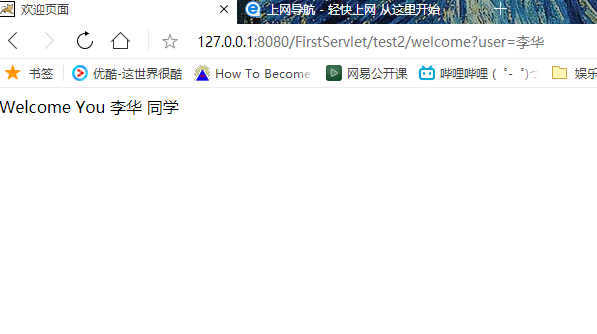 欢迎页面
上网导航 - 轻快上网 从这里开始
127.0.0.1:8080/FirstServlet/test2/welcome?user=李华
书签 优酷-这世界很酷 How To Become 网易公开课 哔哩哔哩 ( ゜- ゜)つ 娱乐
Welcome You 李华 同学